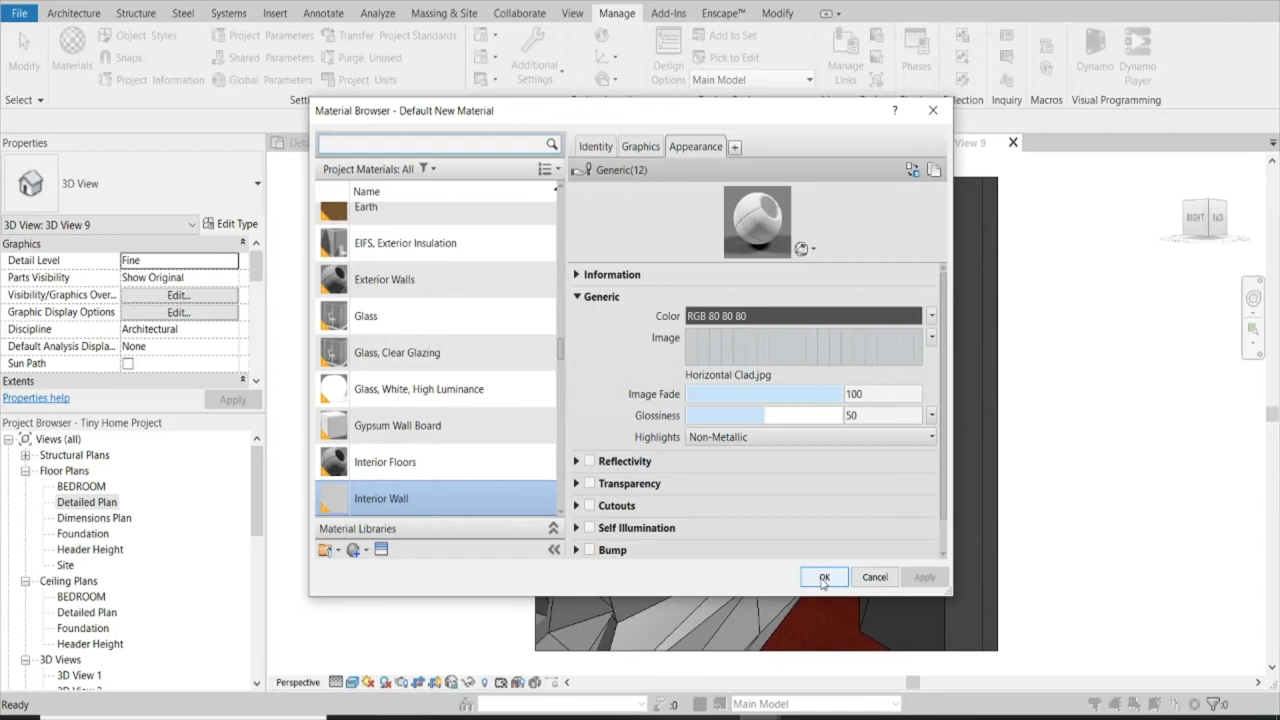 File Architecture Structure Steel Systems Insert Annotate Analyze Massing & Site Collaborate View Manage Add-Ins Enscape™ Modify
Modify
Materials
Object Styles
Snaps
Project Information
Project Parameters
Shared Parameters
Global Parameters
Transfer Project Standards
Purge Unused
Project Units
Additional
Settings
Design
Options
Add to Set
Pick to Edit
Main Model
Manage
Links
Phases
Dynamo
Dynamo
Player
Select
Inquiry
Macros
Visual Programming
Properties
View 9
3D View
3D View: 3D View 9
Edit Type
Graphics
Detail Level Fine
Parts Visibility Show Original
Visibility/Graphics Over... Edit...
Graphic Display Options Edit...
Discipline Architectural
Default Analysis Displa... None
Sun Path
Extents
Properties help
Apply
Project Browser - Tiny Home Project
Views (all)
Structural Plans
Floor Plans
BEDROOM
Detailed Plan
Dimensions Plan
Foundation
Header Height
Site
Ceiling Plans
BEDROOM
Detailed Plan
Foundation
Header Height
3D Views
3D View 1
Material Browser - Default New Material
?
Project Materials: All
Name
Earth
EIFS, Exterior Insulation
Exterior Walls
Glass
Glass, Clear Glazing
Glass, White, High Luminance
Gypsum Wall Board
Interior Floors
Interior Wall
Material Libraries
Identity Graphics Appearance
Generic(12)
Information
Generic
Color RGB 80 80 80
Image
Horizontal Clad.jpg
Image Fade 100
Glossiness 50
Highlights Non-Metallic
Reflectivity
Transparency
Cutouts
Self Illumination
Bump
OK Cancel Apply
RIGHT
Perspective
Ready
:0
Main Model
:0